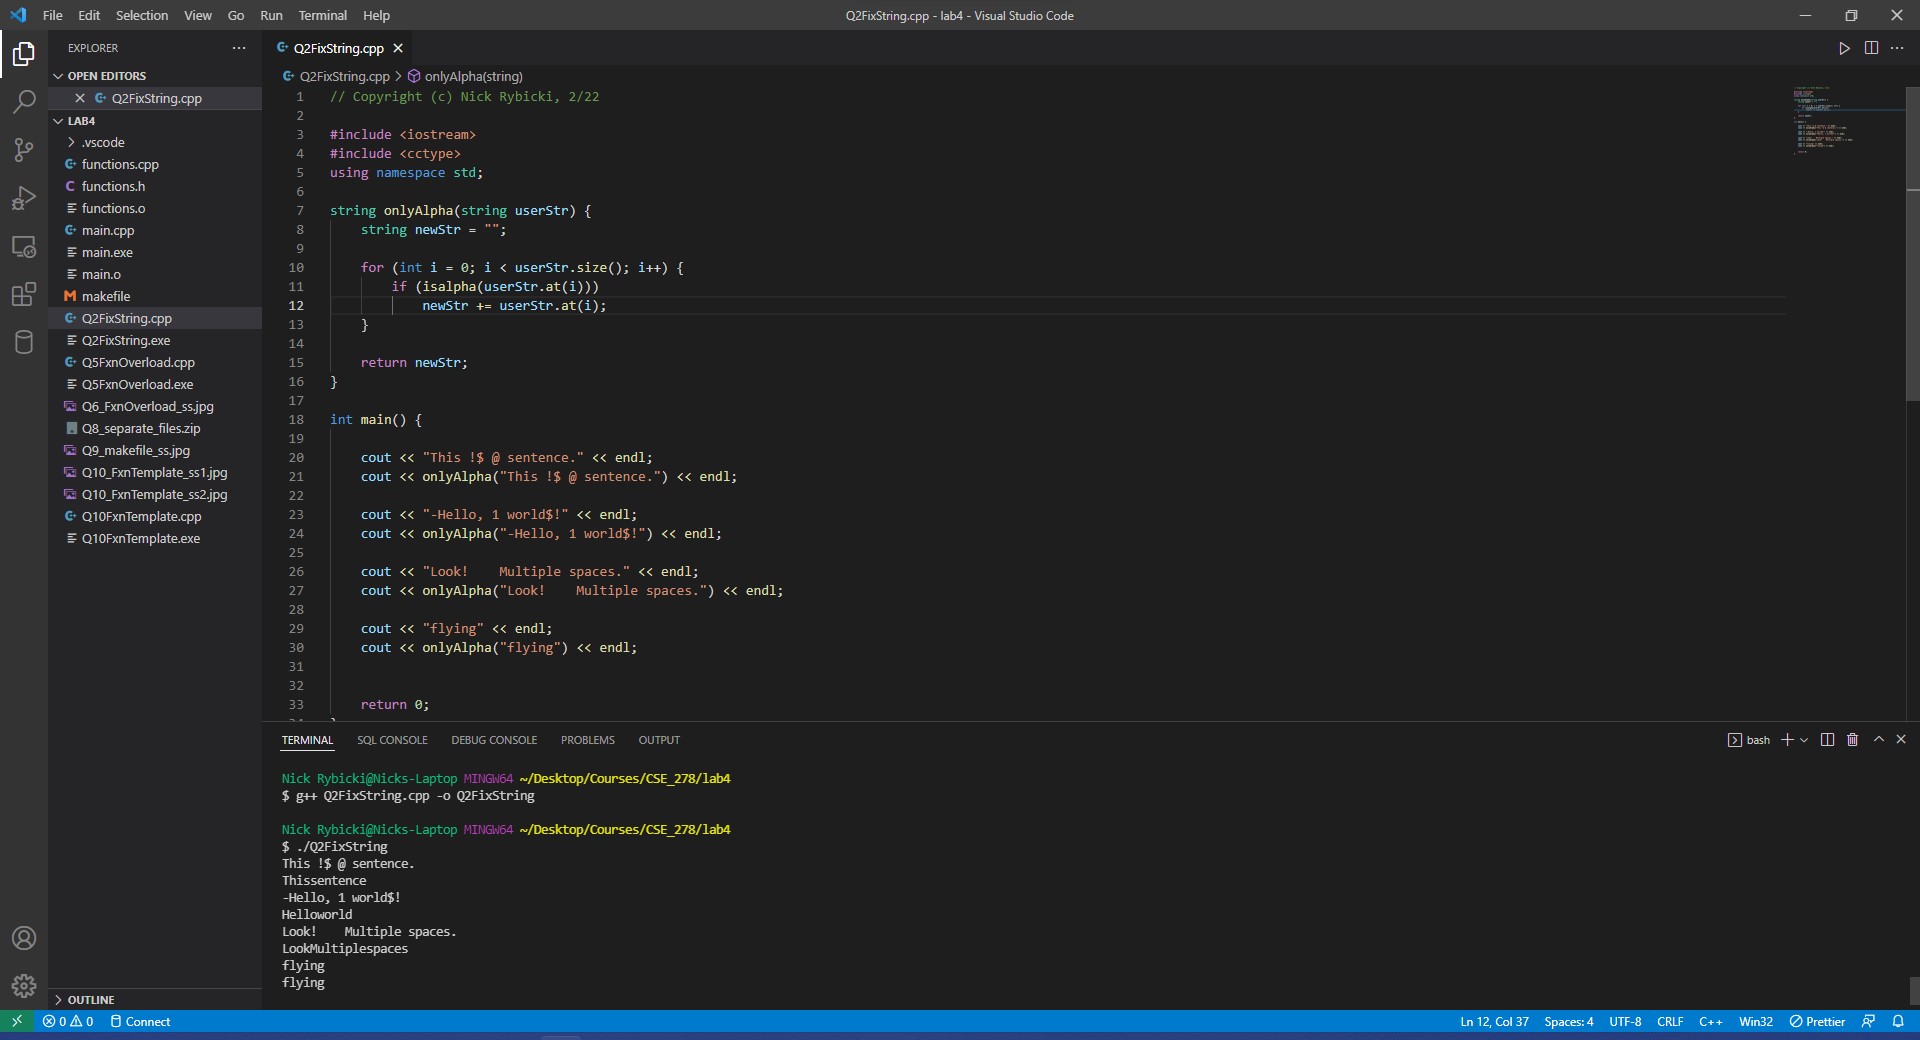 File Edit Selection View Go Run Terminal Help
Q2FixString.cpp - lab4 - Visual Studio Code
EXPLORER
OPEN EDITORS
Q2FixString.cpp
LAB4
.vscode
functions.cpp
functions.h
functions.o
main.cpp
main.exe
main.o
makefile
Q2FixString.cpp
Q2FixString.exe
Q5FxnOverload.cpp
Q5FxnOverload.exe
Q6_FxnOverload_ss.jpg
Q8_separate_files.zip
Q9_makefile_ss.jpg
Q10_FxnTemplate_ss1.jpg
Q10_FxnTemplate_ss2.jpg
Q10FxnTemplate.cpp
Q10FxnTemplate.exe
OUTLINE
Q2FixString.cpp
Q2FixString.cpp > onlyAlpha(string)
1 // Copyright (c) Nick Rybicki, 2/22
2
3 #include <iostream>
4 #include <cctype>
5 using namespace std;
6
7 string onlyAlpha(string userStr) {
8     string newStr = "";
9
10     for (int i = 0; i < userStr.size(); i++) {
11         if (isalpha(userStr.at(i)))
12             newStr += userStr.at(i);
13     }
14
15     return newStr;
16 }
17
18 int main() {
19
20     cout << "This !$ @ sentence." << endl;
21     cout << onlyAlpha("This !$ @ sentence.") << endl;
22
23     cout << "-Hello, 1 world$!" << endl;
24     cout << onlyAlpha("-Hello, 1 world$!") << endl;
25
26     cout << "Look!    Multiple spaces." << endl;
27     cout << onlyAlpha("Look!    Multiple spaces.") << endl;
28
29     cout << "flying" << endl;
30     cout << onlyAlpha("flying") << endl;
31
32
33     return 0;
TERMINAL SQL CONSOLE DEBUG CONSOLE PROBLEMS OUTPUT
bash
Nick Rybicki@Nicks-Laptop MINGW64 ~/Desktop/Courses/CSE_278/lab4
$ g++ Q2FixString.cpp -o Q2FixString
Nick Rybicki@Nicks-Laptop MINGW64 ~/Desktop/Courses/CSE_278/lab4
$ ./Q2FixString
This !$ @ sentence.
Thissentence
-Hello, 1 world$!
Helloworld
Look!    Multiple spaces.
LookMultiplespaces
flying
flying
0 0 Connect
Ln 12, Col 37 Spaces: 4 UTF-8 CRLF C++ Win32 Prettier